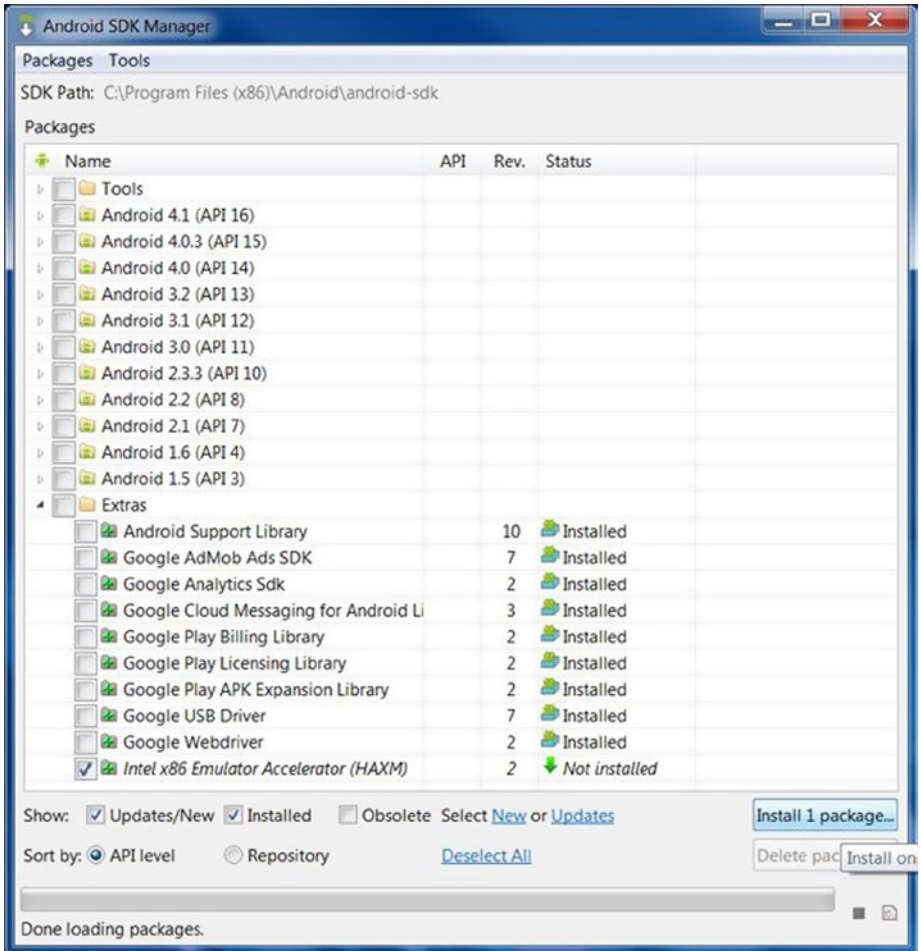 Android SDK Manager
Packages Tools
SDK Path: C:\Program Files (x86)\Android\android-sdk
Packages
Name API Rev. Status
Tools
Android 4.1 (API 16)
Android 4.0.3 (API 15)
Android 4.0 (API 14)
Android 3.2 (API 13)
Android 3.1 (API 12)
Android 3.0 (API 11)
Android 2.3.3 (API 10)
Android 2.2 (API 8)
Android 2.1 (API 7)
Android 1.6 (API 4)
Android 1.5 (API 3)
Extras
Android Support Library 10 Installed
Google AdMob Ads SDK 7 Installed
Google Analytics Sdk 2 Installed
Google Cloud Messaging for Android Li 3 Installed
Google Play Billing Library 2 Installed
Google Play Licensing Library 2 Installed
Google Play APK Expansion Library 2 Installed
Google USB Driver 7 Installed
Google Webdriver 2 Installed
Intel x86 Emulator Accelerator (HAXM) 2 Not installed
Show: Updates/New Installed Obsolete Select New or Updates Install 1 package...
Sort by: API level Repository Deselect All Delete pac Install on
Done loading packages.